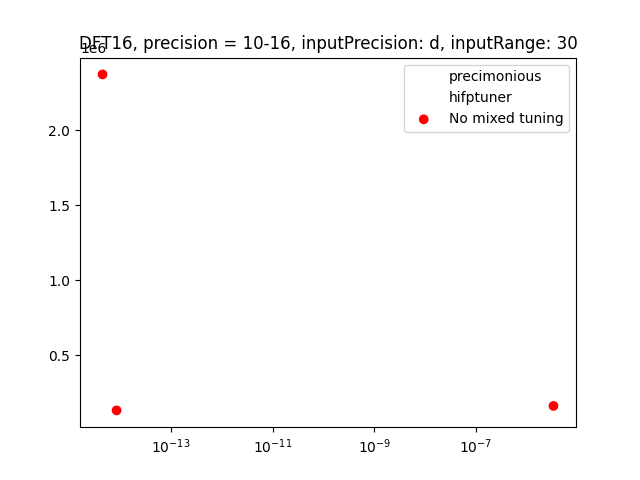 DFT16, precision = 10-16, inputPrecision: d, inputRange: 30
1e6
precimonious
hifptuner
No mixed tuning
2.0
1.5
1.0
0.5
10⁻¹³ 10⁻¹¹ 10⁻⁹ 10⁻⁷